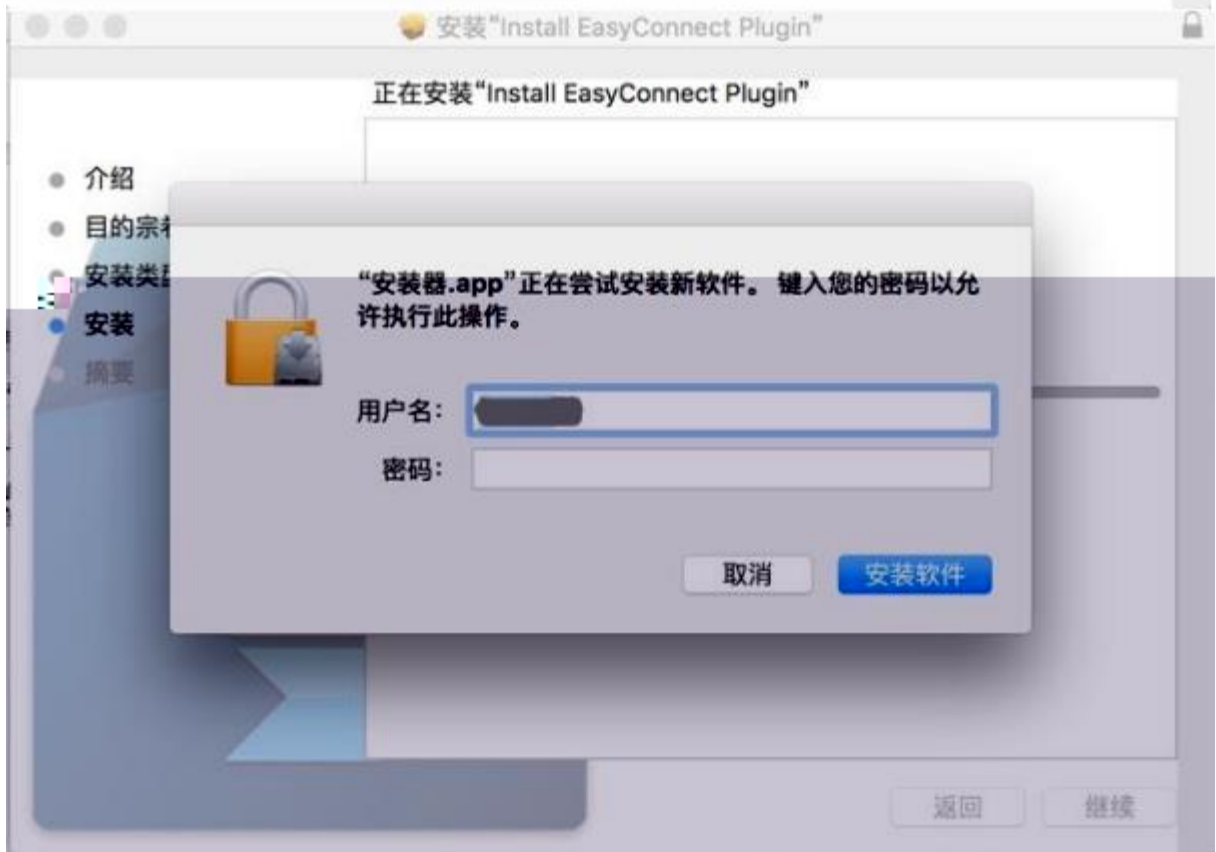 安装“Install EasyConnect Plugin”
正在安装“Install EasyConnect Plugin”
介绍
目的宗
安装类
安装
摘要
“安装器.app”正在尝试安装新软件。 键入您的密码以允
许执行此操作。
用户名：
密码：
取消
安装软件
返回
继续